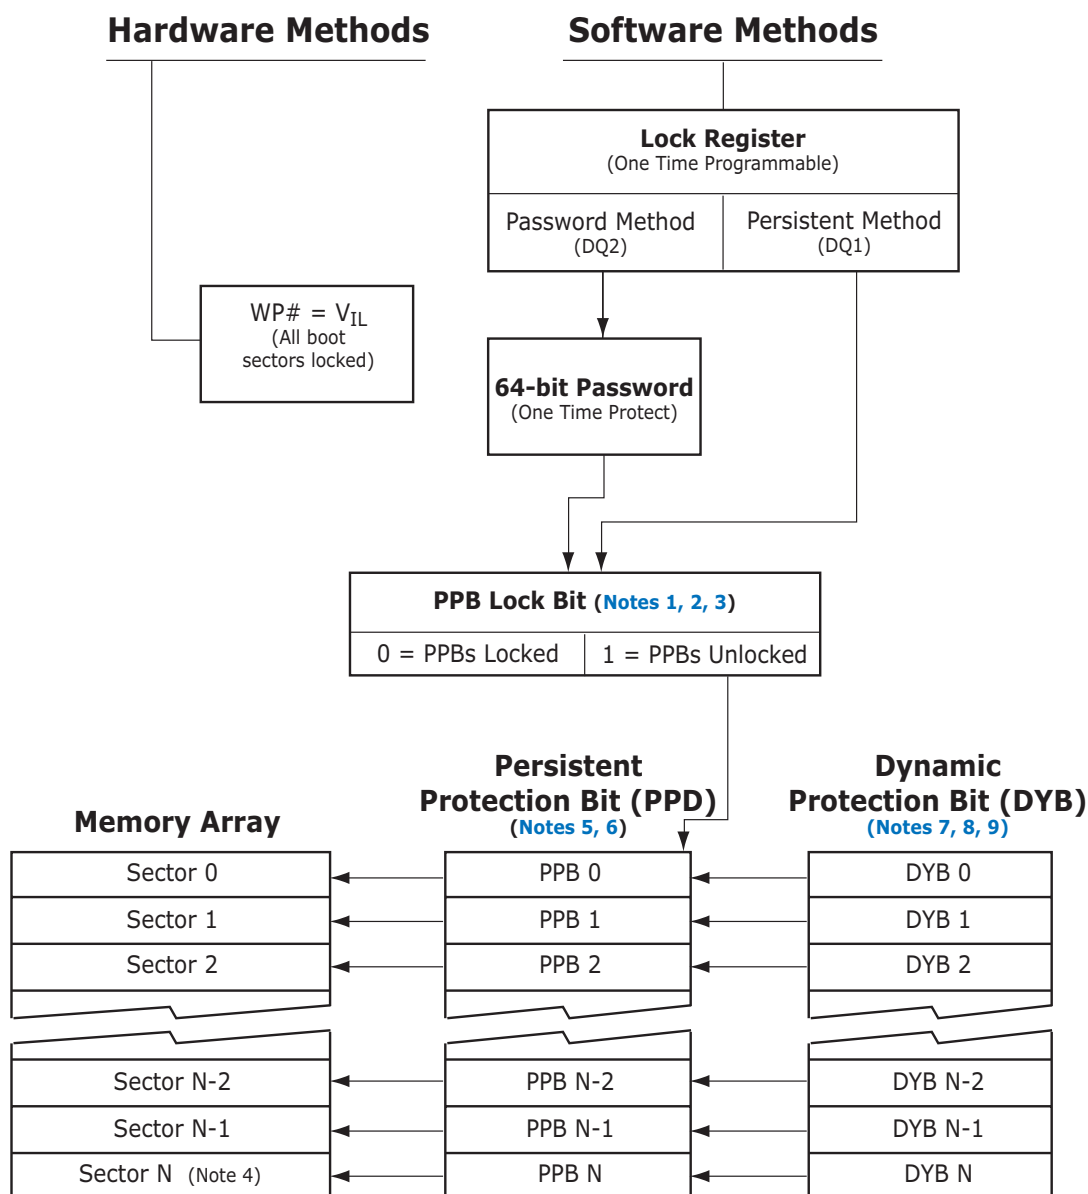 Hardware Methods
Software Methods
Lock Register
(One Time Programmable)
Password Method
(DQ2)
Persistent Method
(DQ1)
WP# = VIL
(All boot
sectors locked)
64-bit Password
(One Time Protect)
PPB Lock Bit (Notes 1, 2, 3)
0 = PPBs Locked
1 = PPBs Unlocked
Memory Array
Persistent
Protection Bit (PPD)
(Notes 5, 6)
Dynamic
Protection Bit (DYB)
(Notes 7, 8, 9)
Sector 0
PPB 0
DYB 0
Sector 1
PPB 1
DYB 1
Sector 2
PPB 2
DYB 2
Sector N-2
PPB N-2
DYB N-2
Sector N-1
PPB N-1
DYB N-1
Sector N (Note 4)
PPB N
DYB N